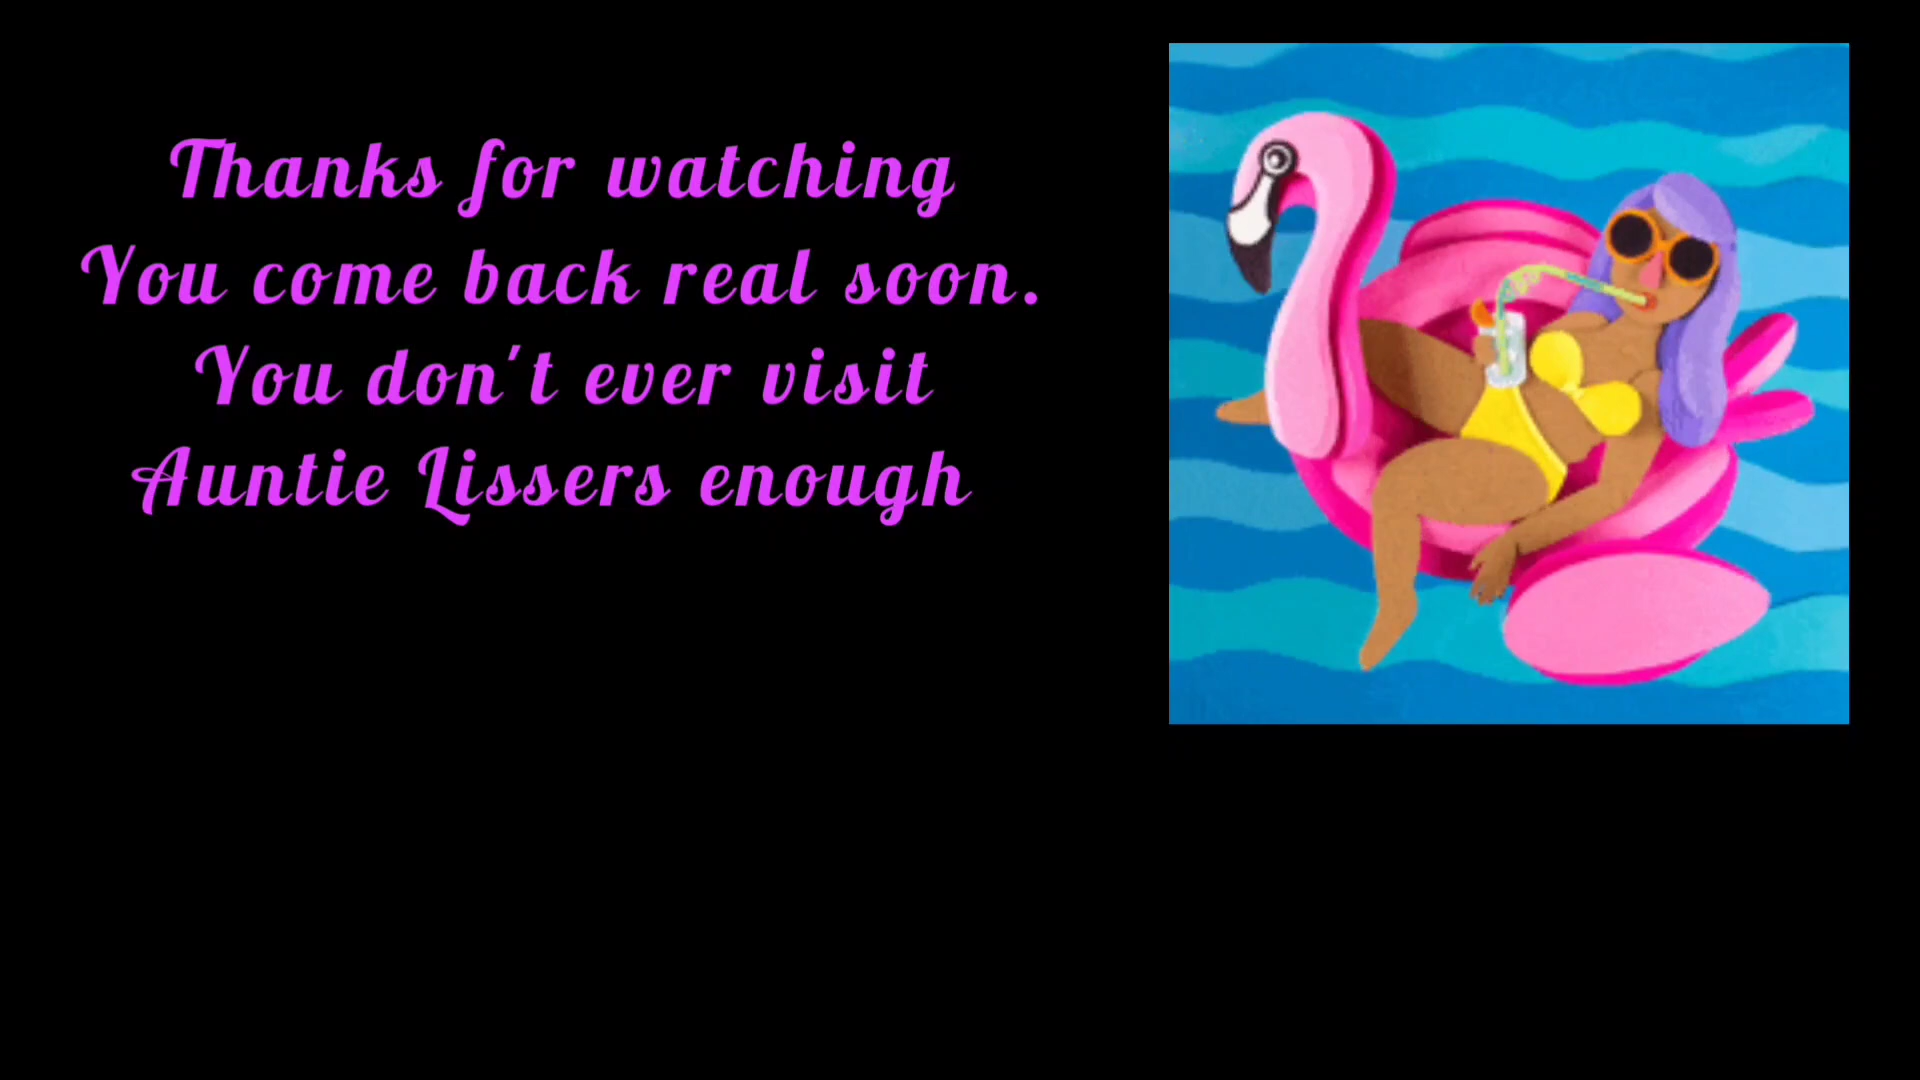 Thanks for watching
You come back real soon.
You don't ever visit
Auntie Lissers enough